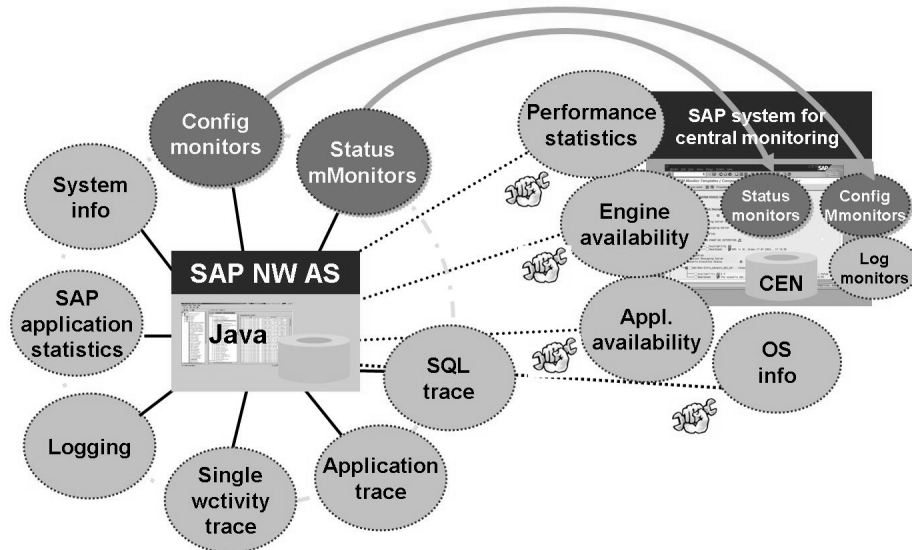 Config
monitors
Status
mMonitors
System
info
SAP NW AS
Java
SAP
application
statistics
Logging
Single
wctivity
trace
Application
trace
SQL
trace
Performance
statistics
Engine
availability
Appl.
availability
OS
info
SAP system for
central monitoring
SAP
Status
monitors
Config
Mmonitors
Log
monitors
CEN